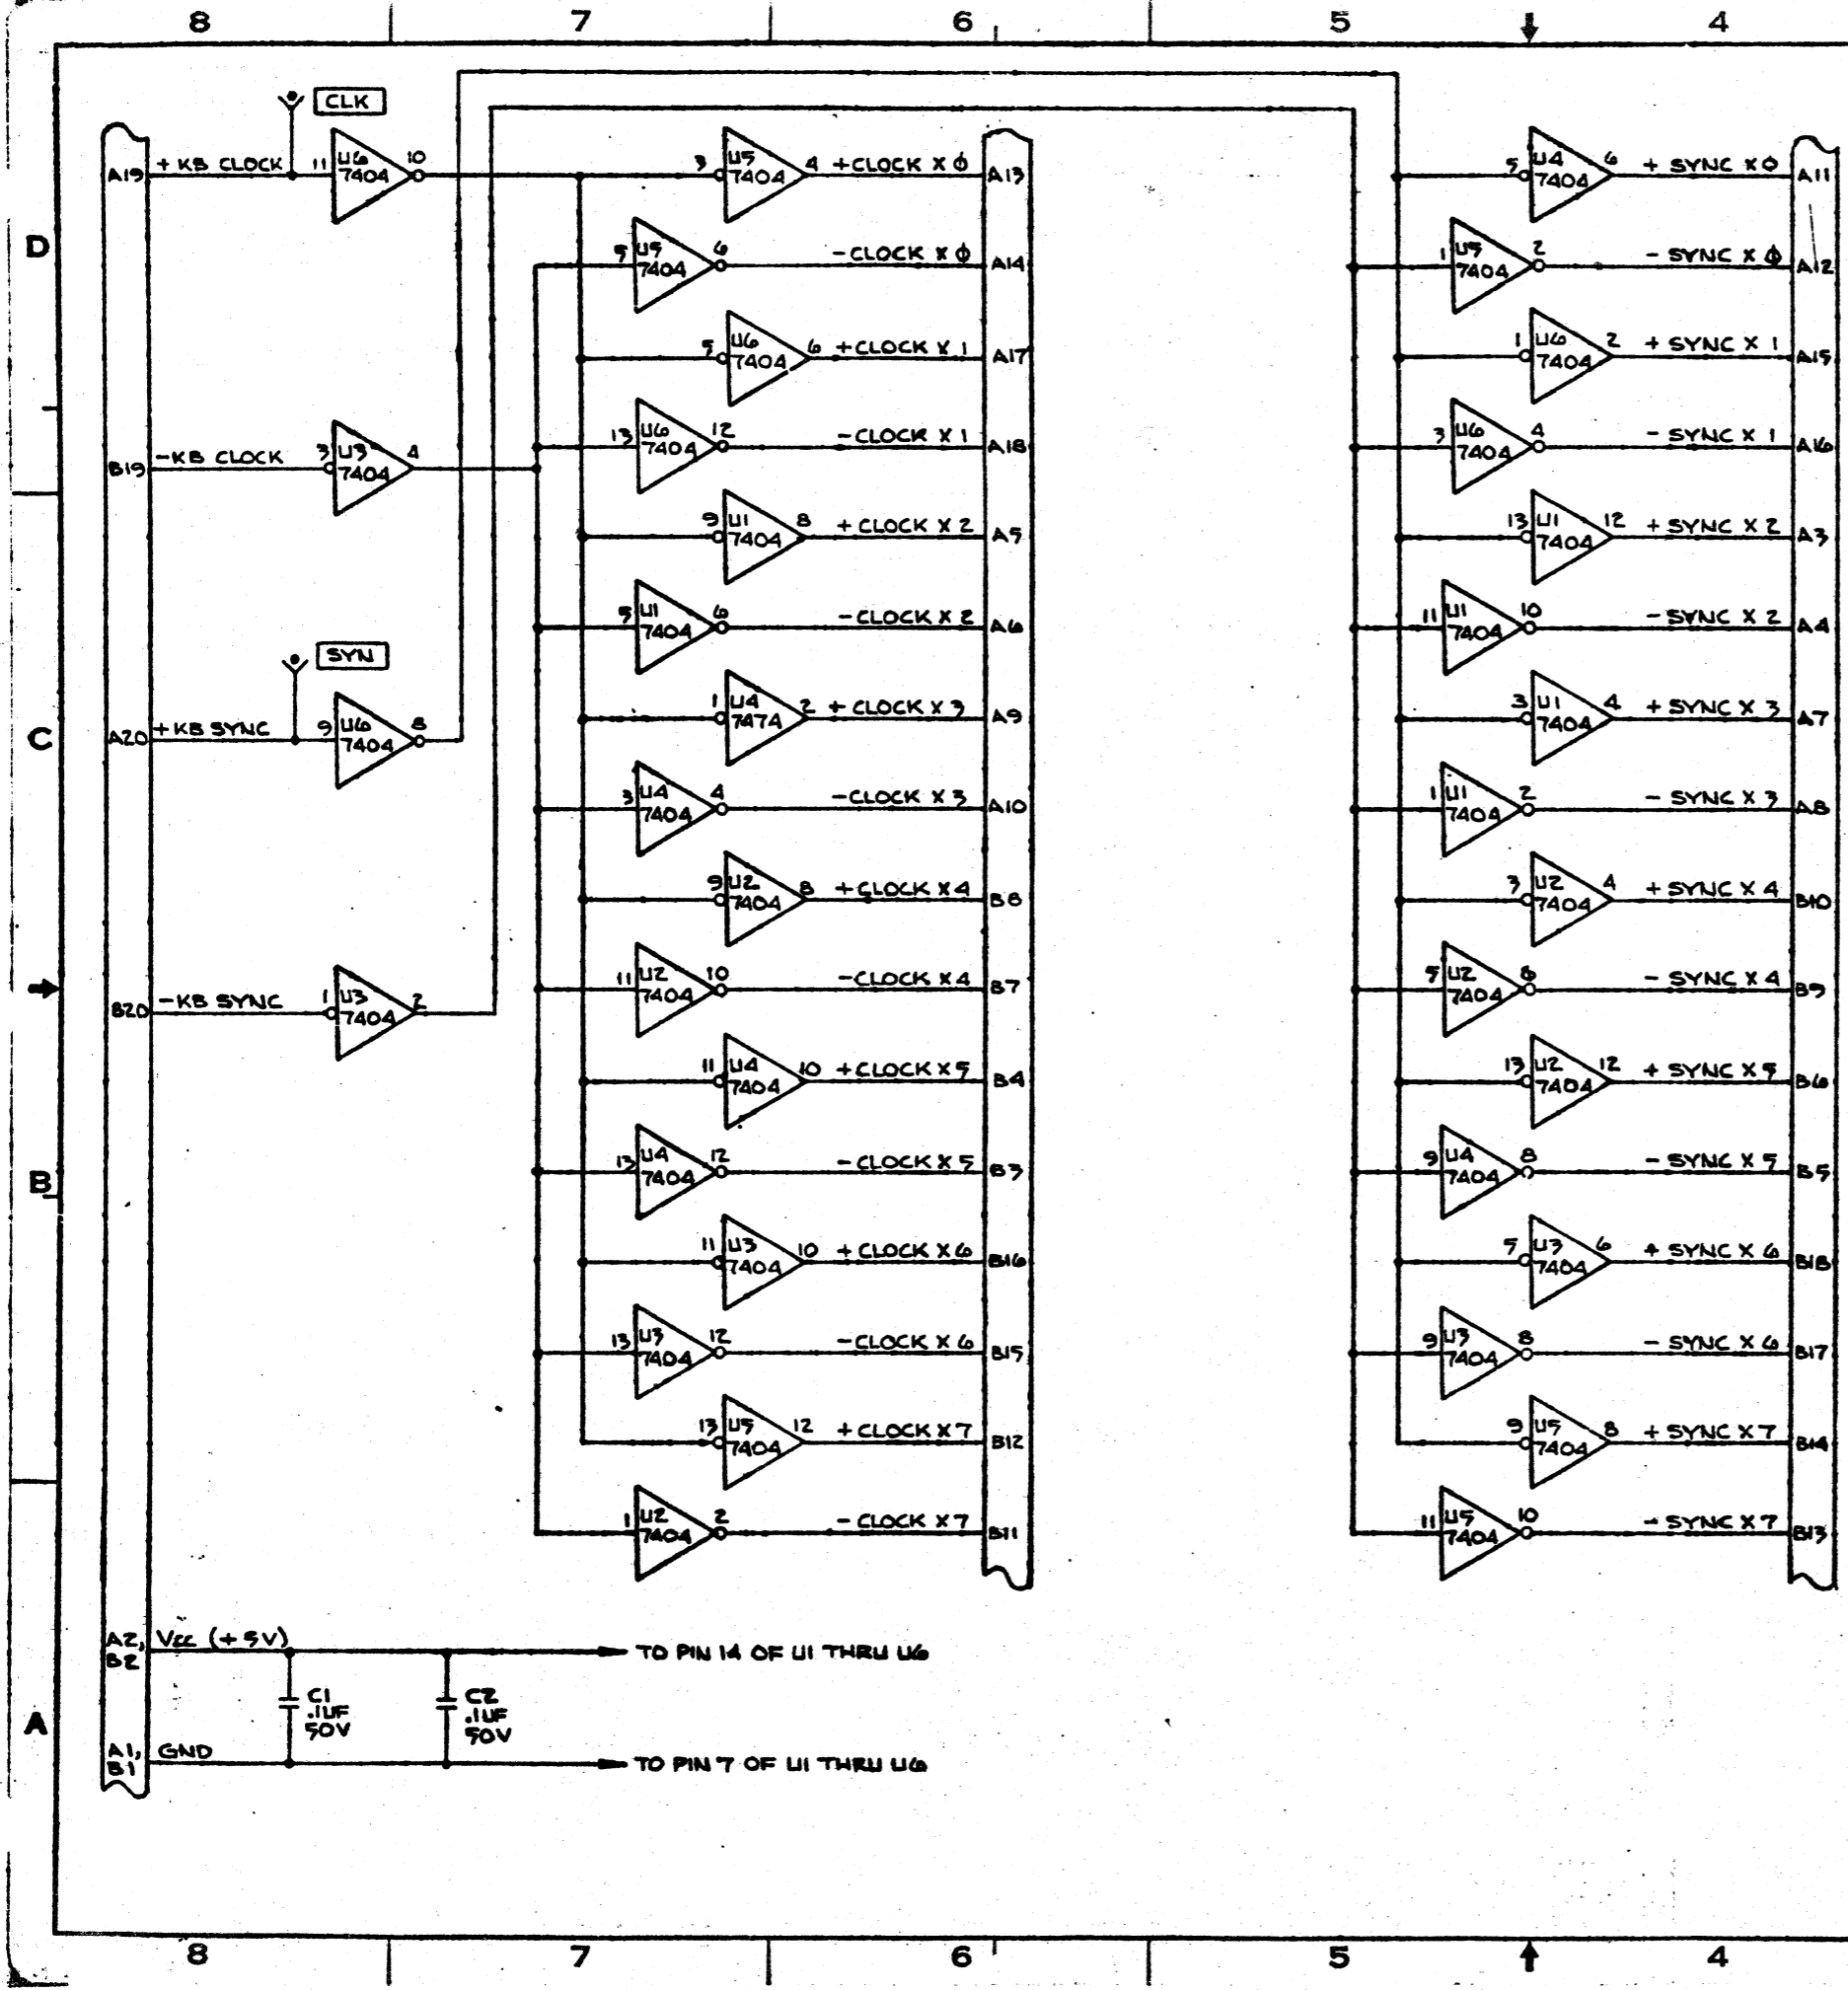 8 7 6 5 4
CLK
A19 +KB CLOCK 11 U6 7404 10
3 U5 7404 4 +CLOCK X 0 A13
5 U4 7404 6 + SYNC X 0 A11
D
5 U5 7404 6 -CLOCK X 0 A14
1 U5 7404 2 - SYNC X 0 A12
5 U6 7404 6 +CLOCK X 1 A17
1 U6 7404 2 + SYNC X 1 A15
13 U6 7404 12 -CLOCK X 1 A18
3 U6 7404 4 - SYNC X 1 A16
B19 -KB CLOCK 3 U3 7404 4
9 U1 7404 8 +CLOCK X 2 A5
13 U1 7404 12 + SYNC X 2 A3
5 U1 7404 6 -CLOCK X 2 A6
11 U1 7404 10 - SYNC X 2 A4
SYN
C
A20 +KB SYNC 9 U6 7404 8
1 U4 7474 2 +CLOCK X 3 A9
3 U1 7404 4 + SYNC X 3 A7
3 U4 7404 4 -CLOCK X 3 A10
1 U1 7404 2 - SYNC X 3 A8
9 U2 7404 8 +CLOCK X 4 B8
3 U2 7404 4 + SYNC X 4 B10
B20 -KB SYNC 1 U3 7404 2
11 U2 7404 10 -CLOCK X 4 B7
5 U2 7404 6 - SYNC X 4 B9
11 U4 7404 10 +CLOCK X 5 B4
13 U2 7404 12 + SYNC X 5 B6
B
13 U4 7404 12 -CLOCK X 5 B3
9 U4 7404 8 - SYNC X 5 B5
11 U3 7404 10 +CLOCK X 6 B16
5 U3 7404 6 + SYNC X 6 B18
13 U3 7404 12 -CLOCK X 6 B15
9 U3 7404 8 - SYNC X 6 B17
13 U5 7404 12 +CLOCK X 7 B12
9 U5 7404 8 + SYNC X 7 B14
1 U2 7404 2 -CLOCK X 7 B11
11 U5 7404 10 - SYNC X 7 B13
A2, B2 VCC (+5V) TO PIN 14 OF U1 THRU U6
C1 .1UF 50V
C2 .1UF 50V
A
A1, B1 GND TO PIN 7 OF U1 THRU U6
8 7 6 5 4